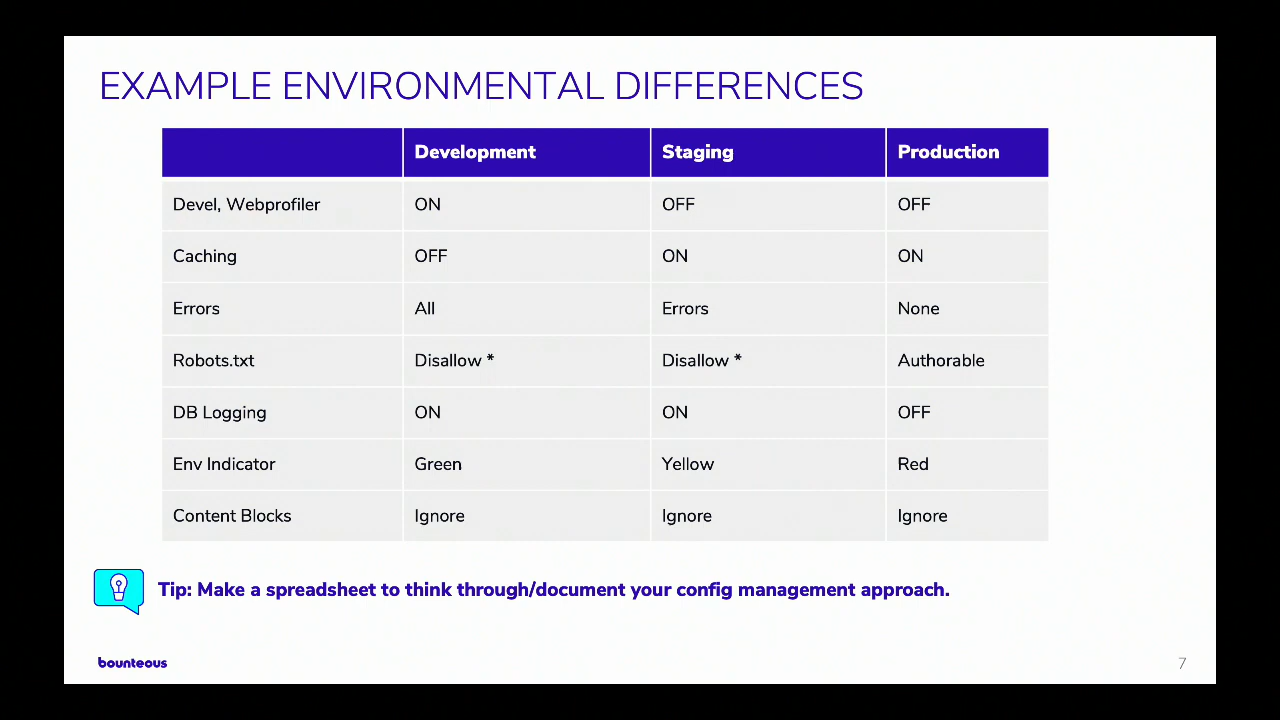 EXAMPLE ENVIRONMENTAL DIFFERENCES
Development Staging Production
Devel, Webprofiler ON OFF OFF
Caching OFF ON ON
Errors All Errors None
Robots.txt Disallow * Disallow * Authorable
DB Logging ON ON OFF
Env Indicator Green Yellow Red
Content Blocks Ignore Ignore Ignore
Tip: Make a spreadsheet to think through/document your config management approach.
bounteous 7